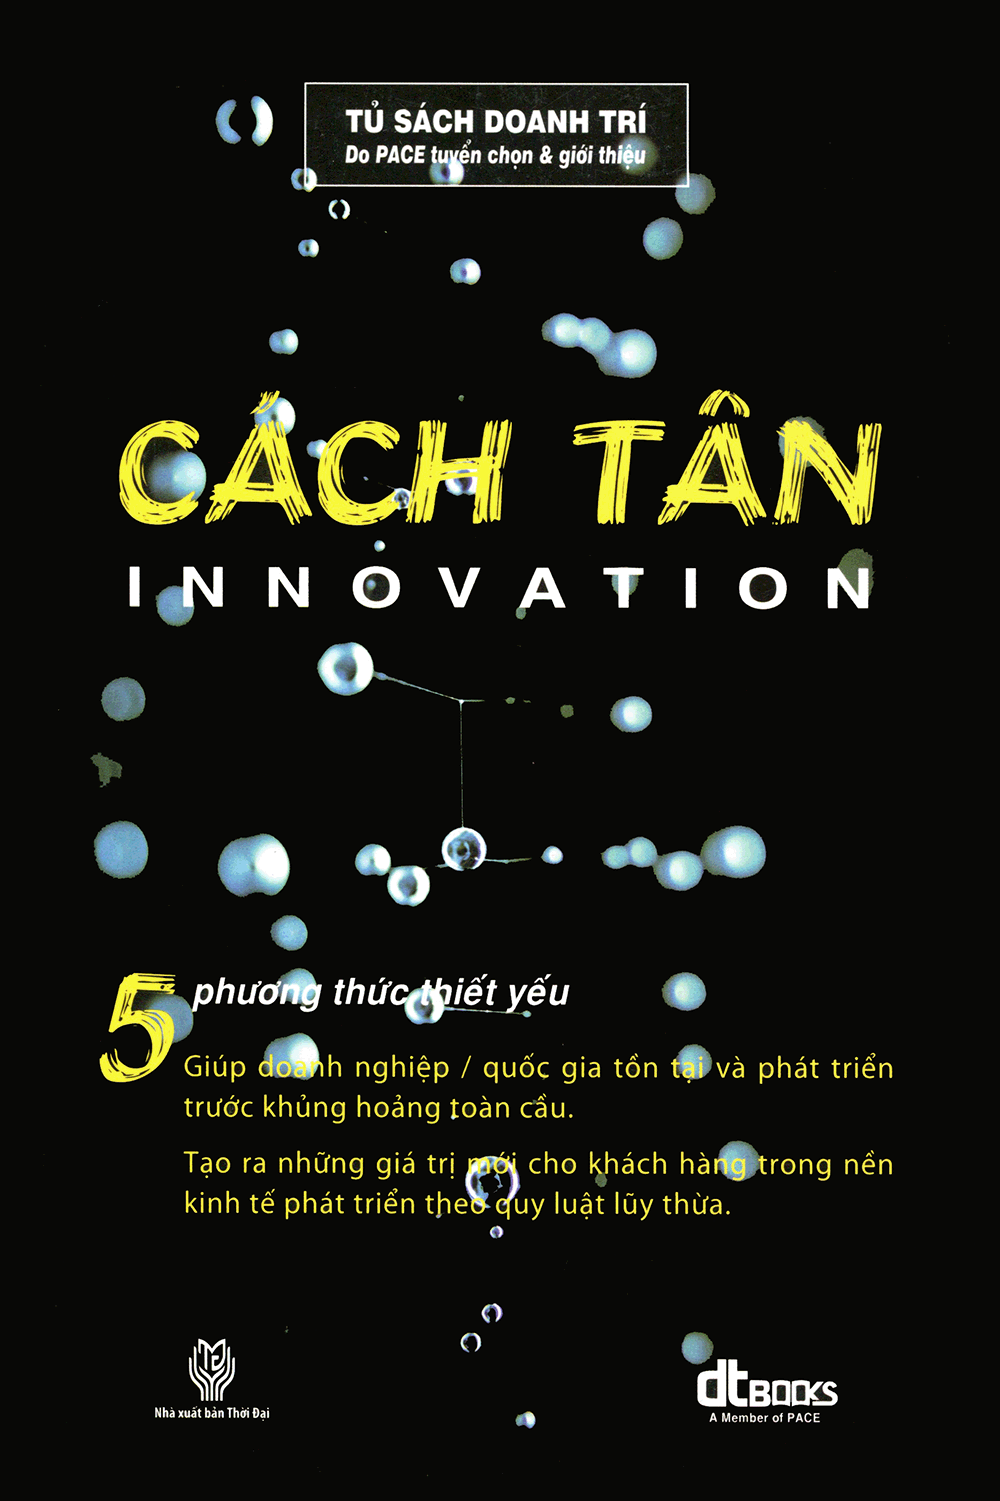 TỦ SÁCH DOANH TRÍ
Do PACE tuyển chọn & giới thiệu
CÁCH TÂN
INNOVATION
5 phương thức thiết yếu
Giúp doanh nghiệp / quốc gia tồn tại và phát triển
trước khủng hoảng toàn cầu.
Tạo ra những giá trị mới cho khách hàng trong nền
kinh tế phát triển theo quy luật lũy thừa.
Nhà xuất bản Thời Đại
dtBOOKS
A Member of PACE